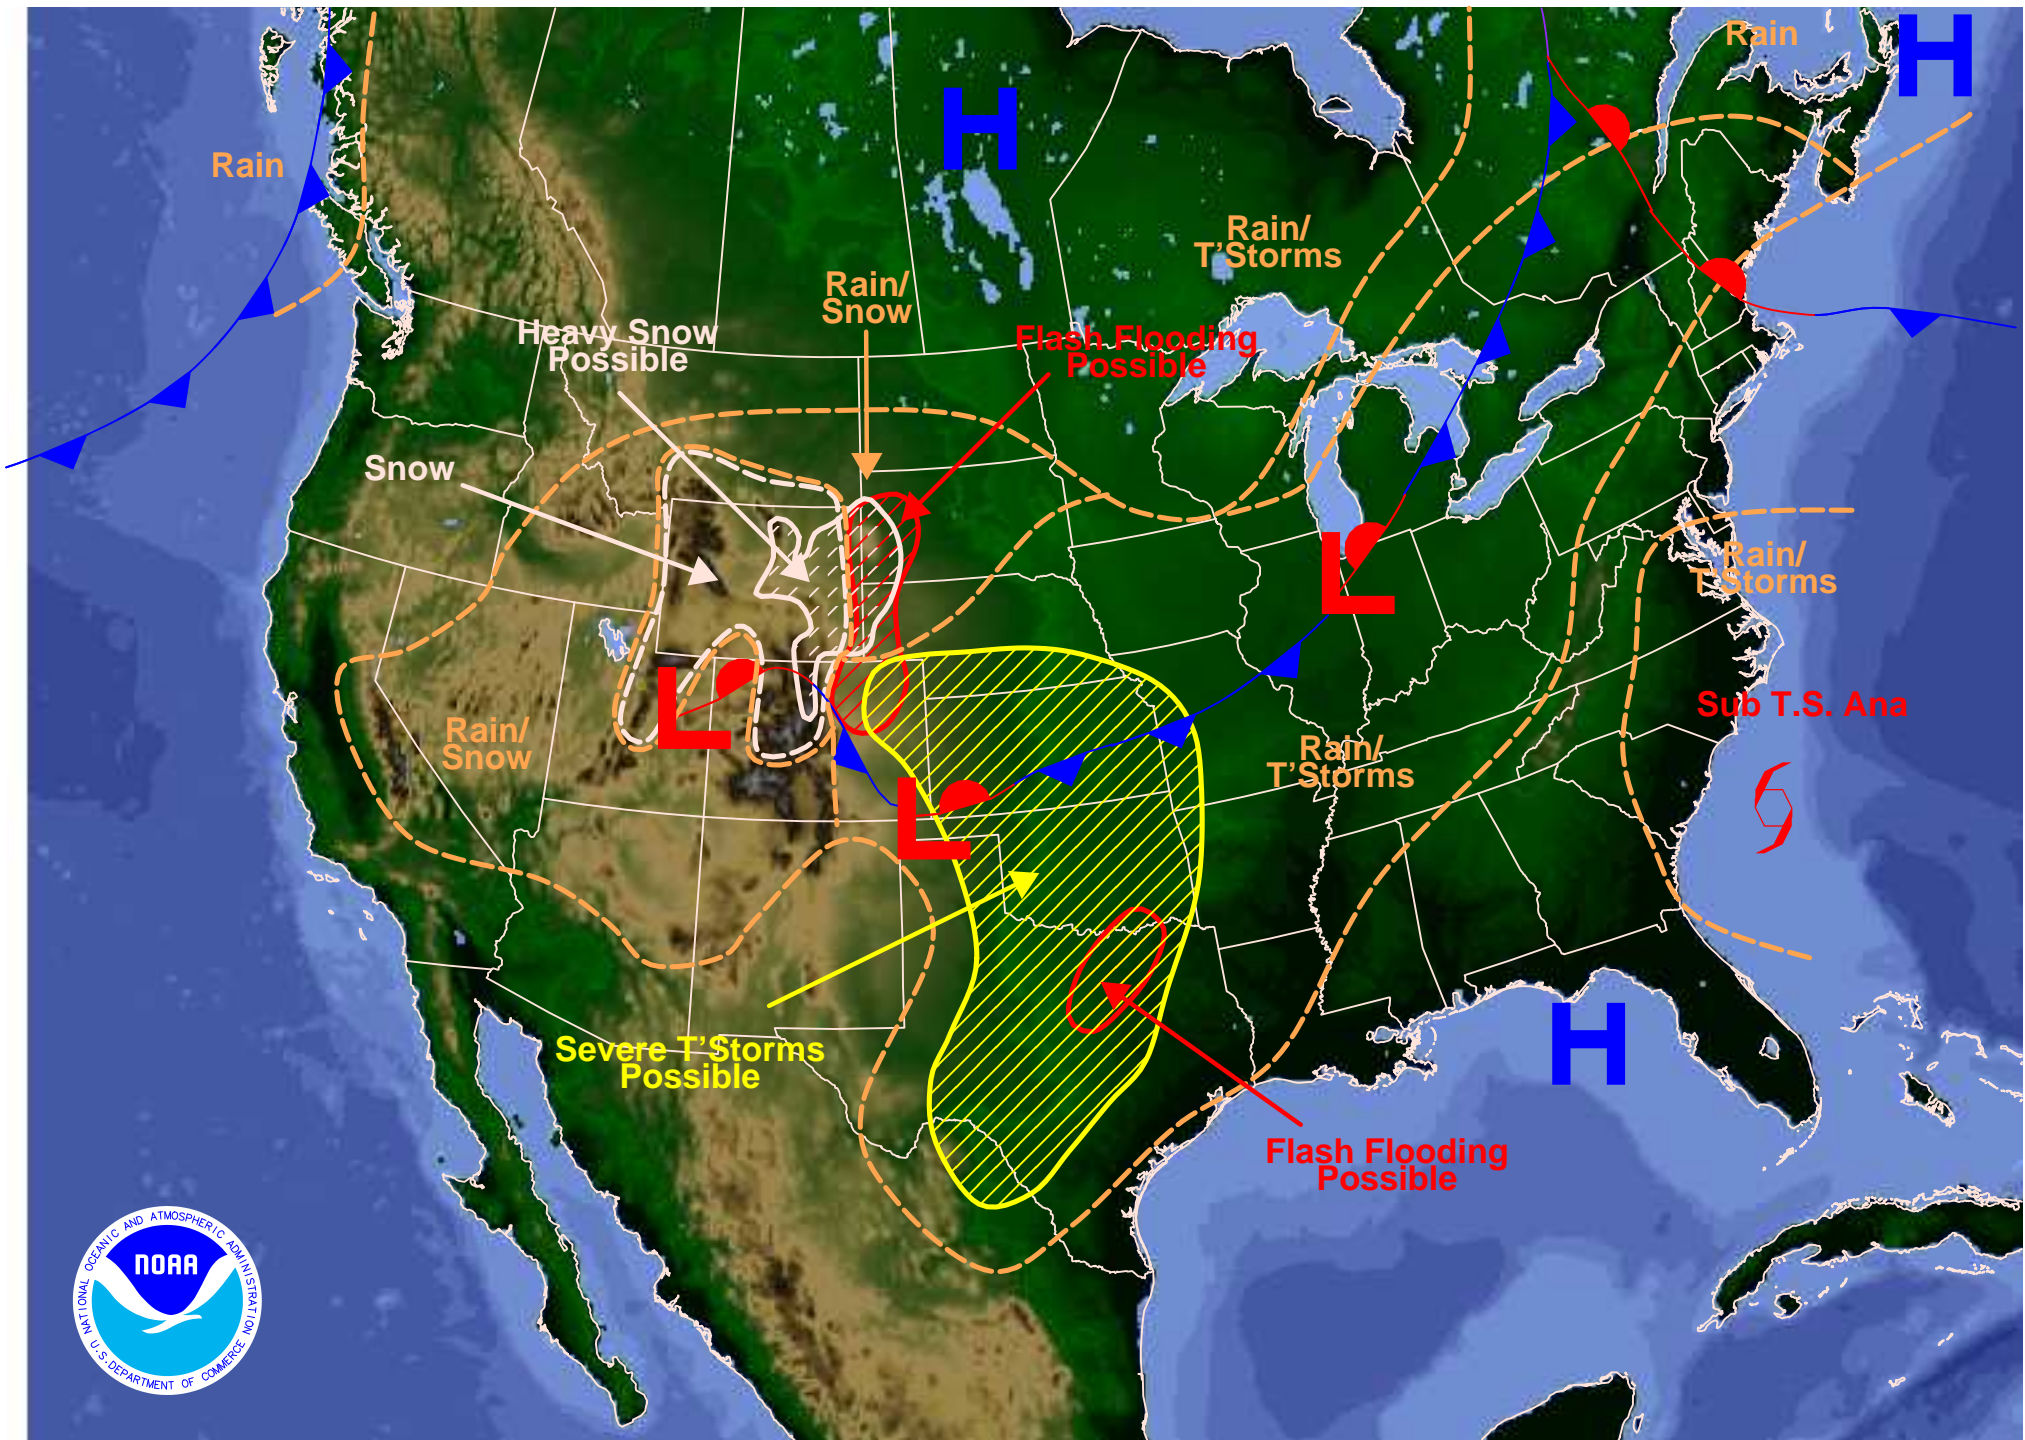 Rain
H
H
Rain
Rain/
T'Storms
Rain/
Snow
Heavy Snow
Possible
Flash Flooding
Possible
Snow
L
Rain/
T'Storms
L
Rain/
Snow
Sub T.S. Ana
Rain/
T'Storms
L
Severe T'Storms
Possible
H
Flash Flooding
Possible
NATIONAL OCEANIC AND ATMOSPHERIC ADMINISTRATION
NOAA
U.S. DEPARTMENT OF COMMERCE